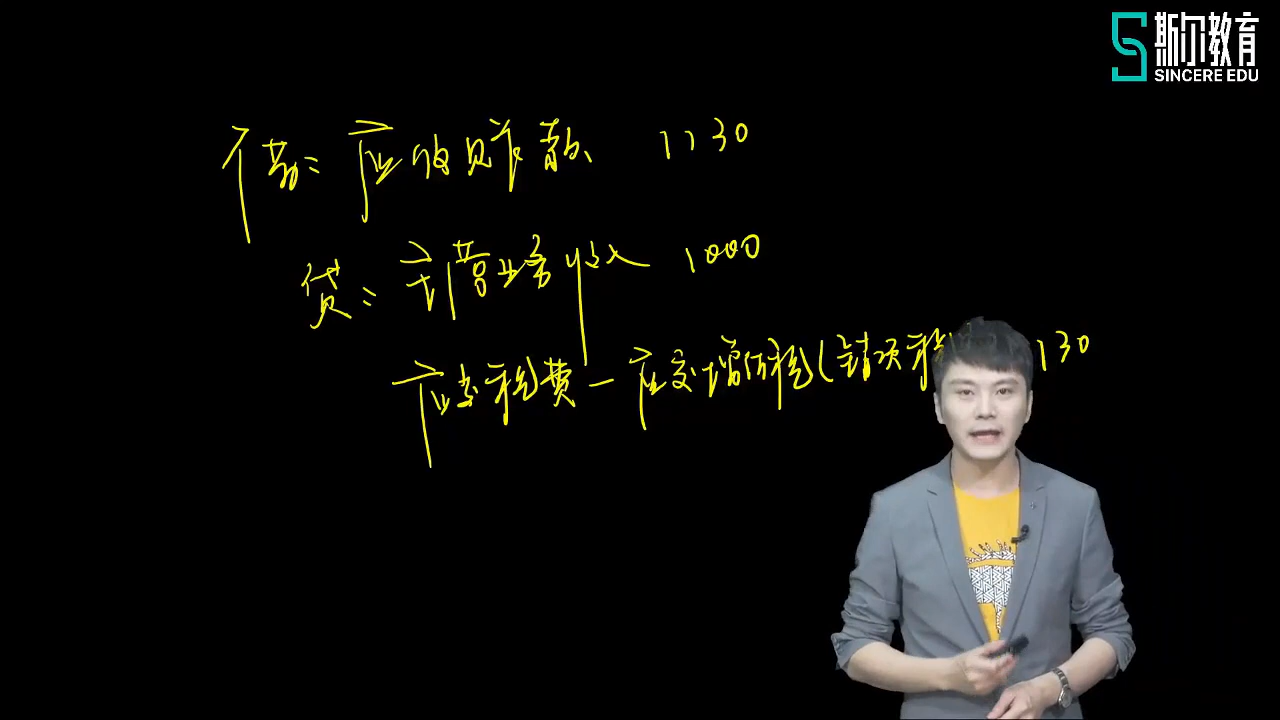 斯尔教育
SINCERE EDU
借: 应收账款 1130
贷: 主营业务收入 1000
应交税费-应交增值税(销项税 130